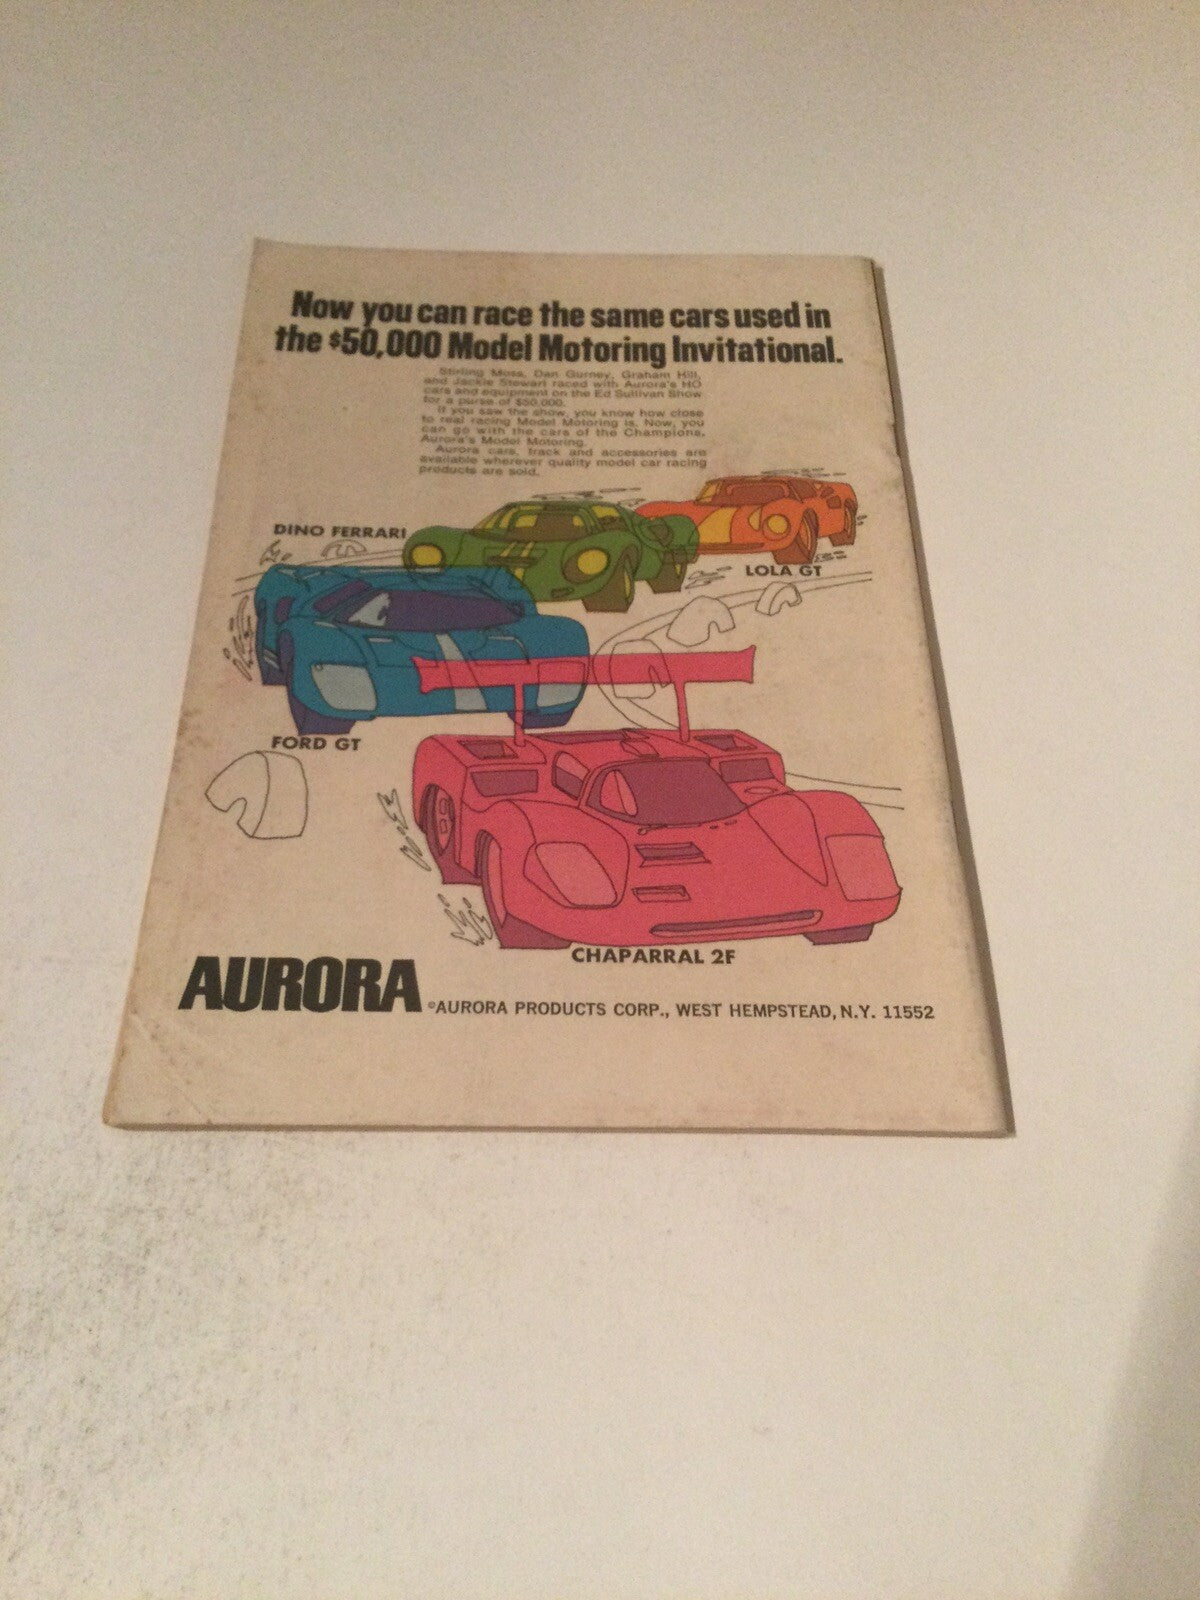 Now you can race the same cars used in
the $50,000 Model Motoring Invitational.
Stirling Moss, Dan Gurney, Graham Hill,
and Jackie Stewart raced with Aurora's HO
cars and equipment on the Ed Sullivan Show
for a purse of $50,000.
If you saw the show, you know how close
to real racing Model Motoring is. Now, you
can go with the cars of the Champions,
Aurora's Model Motoring.
Aurora cars, track and accessories are
available wherever quality model car racing
products are sold.
DINO FERRARI
LOLA GT
FORD GT
CHAPARRAL 2F
AURORA
©AURORA PRODUCTS CORP., WEST HEMPSTEAD, N.Y. 11552